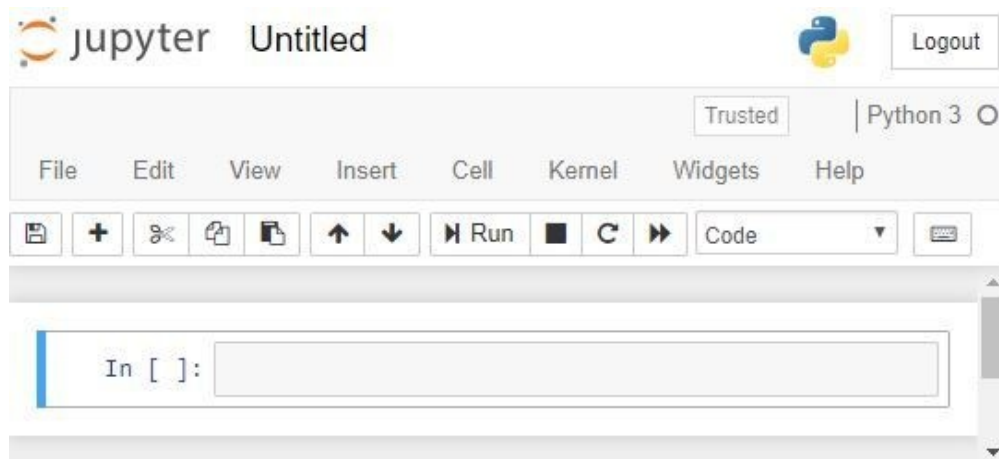 jupyter Untitled
Logout
Trusted
Python 3
File Edit View Insert Cell Kernel Widgets Help
Run Code
In [ ]: